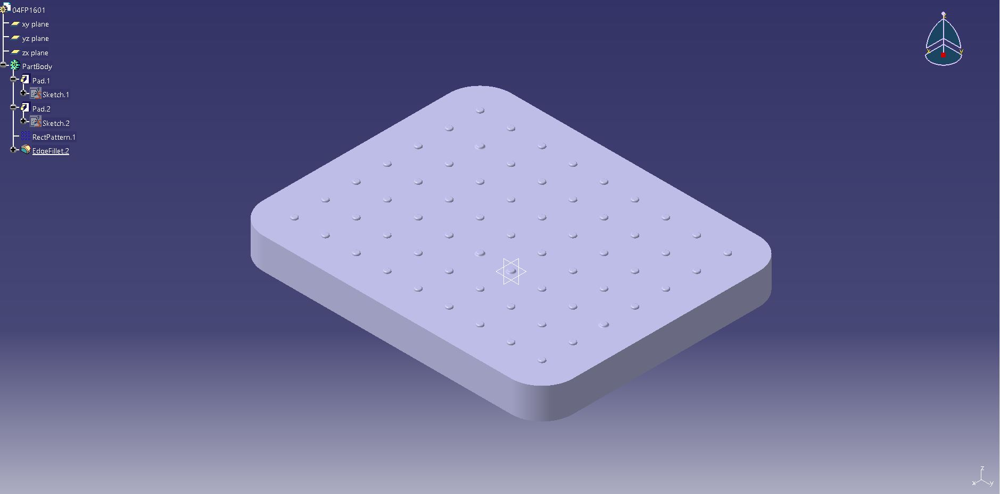 04FP1601
xy plane
yz plane
zx plane
PartBody
Pad.1
Sketch.1
Pad.2
Sketch.2
RectPattern.1
EdgeFillet.2
z
x y
z
x y